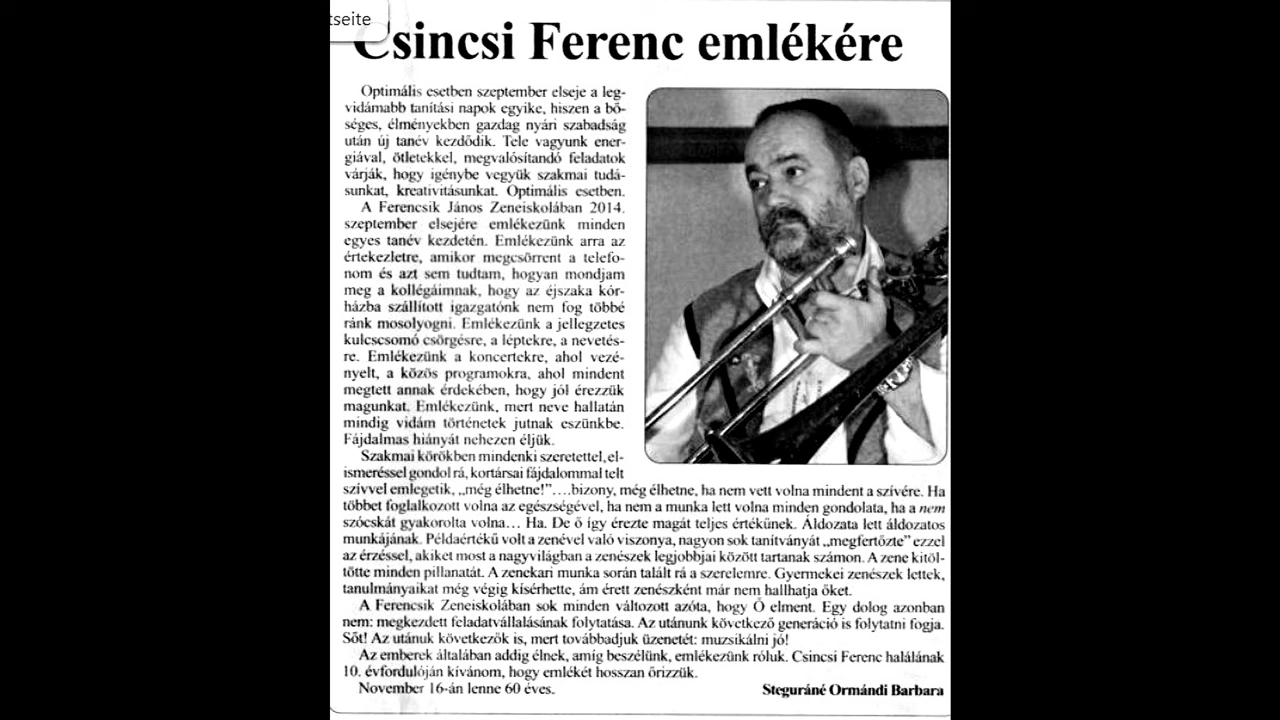 tseite
Csincsi Ferenc emlékére
Optimális esetben szeptember elseje a leg-
vidámabb tanítási napok egyike, hiszen a bő-
séges, élményekben gazdag nyári szabadság
után új tanév kezdődik. Tele vagyunk ener-
giával, ötletekkel, megvalósítandó feladatok
várják, hogy igénybe vegyük szakmai tudá-
sunkat, kreativitásunkat. Optimális esetben.
A Ferencsik János Zeneiskolában 2014.
szeptember elsejére emlékezünk minden
egyes tanév kezdetén. Emlékezünk arra az
értekezletre, amikor megcsörrent a telefo-
nom és azt sem tudtam, hogyan mondjam
meg a kollégáimnak, hogy az éjszaka kór-
házba szállított igazgatónk nem fog többé
ránk mosolyogni. Emlékezünk a jellegzetes
kulcscsomó csörgésre, a léptekre, a nevetés-
re. Emlékezünk a koncertekre, ahol vezé-
nyelt, a közös programokra, ahol mindent
megtett annak érdekében, hogy jól érezzük
magunkat. Emlékezünk, mert neve hallatán
mindig vidám történetek jutnak eszünkbe.
Fájdalmas hiányát nehezen éljük.
Szakmai körökben mindenki szeretettel, el-
ismeréssel gondol rá, kortársai fájdalommal telt
szívvel emlegetik, „még élhetne!”….bizony, még élhetne, ha nem vett volna mindent a szívére. Ha
többet foglalkozott volna az egészségével, ha nem a munka lett volna minden gondolata, ha a nem
szócskát gyakorolta volna… Ha. De ő így érezte magát teljes értékűnek. Áldozata lett áldozatos
munkájának. Példaértékű volt a zenével való viszonya, nagyon sok tanítványát „megfertőzte” ezzel
az érzéssel, akiket most a nagyvilágban a zenészek legjobbjai között tartanak számon. A zene kitöl-
tötte minden pillanatát. A zenekari munka során talált rá a szerelemre. Gyermekei zenészek lettek,
tanulmányaikat még végig kísérhette, ám érett zenészként már nem hallhatja őket.
A Ferencsik Zeneiskolában sok minden változott azóta, hogy Ő elment. Egy dolog azonban
nem: megkezdett feladatvállalásának folytatása. Az utánunk következő generáció is folytatni fogja.
Sőt! Az utánuk következők is, mert továbbadjuk üzenetét: muzsikálni jó!
Az emberek általában addig élnek, amíg beszélünk, emlékezünk róluk. Csincsi Ferenc halálának
10. évfordulóján kívánom, hogy emlékét hosszan őrizzük.
November 16-án lenne 60 éves.
Steguráné Ormándi Barbara